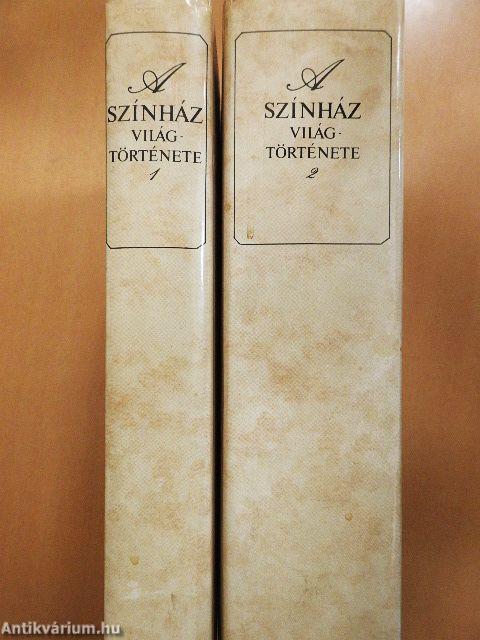 A
SZÍNHÁZ
VILÁG-
TÖRTÉNETE
1
A
SZÍNHÁZ
VILÁG-
TÖRTÉNETE
2
Antikvárium.hu